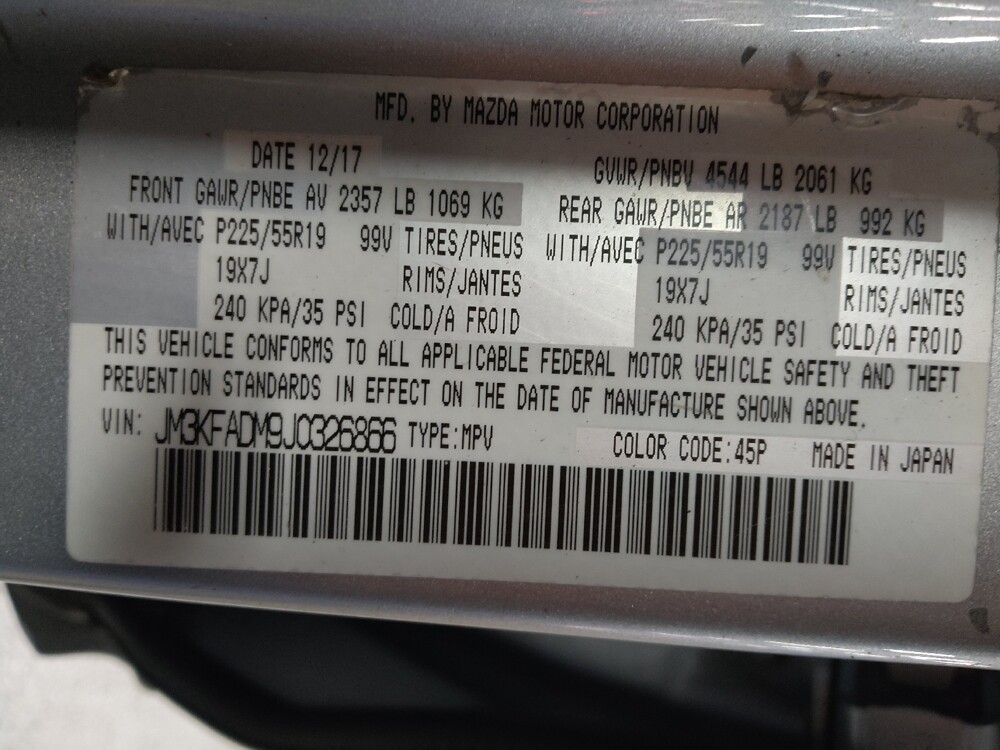 MFD. BY MAZDA MOTOR CORPORATION
DATE 12/17 GVWR/PNBV 4544 LB 2061 KG
FRONT GAWR/PNBE AV 2357 LB 1069 KG REAR GAWR/PNBE AR 2187 LB 992 KG
WITH/AVEC P225/55R19 99V TIRES/PNEUS WITH/AVEC P225/55R19 99V TIRES/PNEUS
19X7J RIMS/JANTES 19X7J RIMS/JANTES
240 KPA/35 PSI COLD/A FROID 240 KPA/35 PSI COLD/A FROID
THIS VEHICLE CONFORMS TO ALL APPLICABLE FEDERAL MOTOR VEHICLE SAFETY AND THEFT
PREVENTION STANDARDS IN EFFECT ON THE DATE OF MANUFACTURE SHOWN ABOVE.
VIN: JM3KFADM9J0326866 TYPE:MPV COLOR CODE:45P MADE IN JAPAN